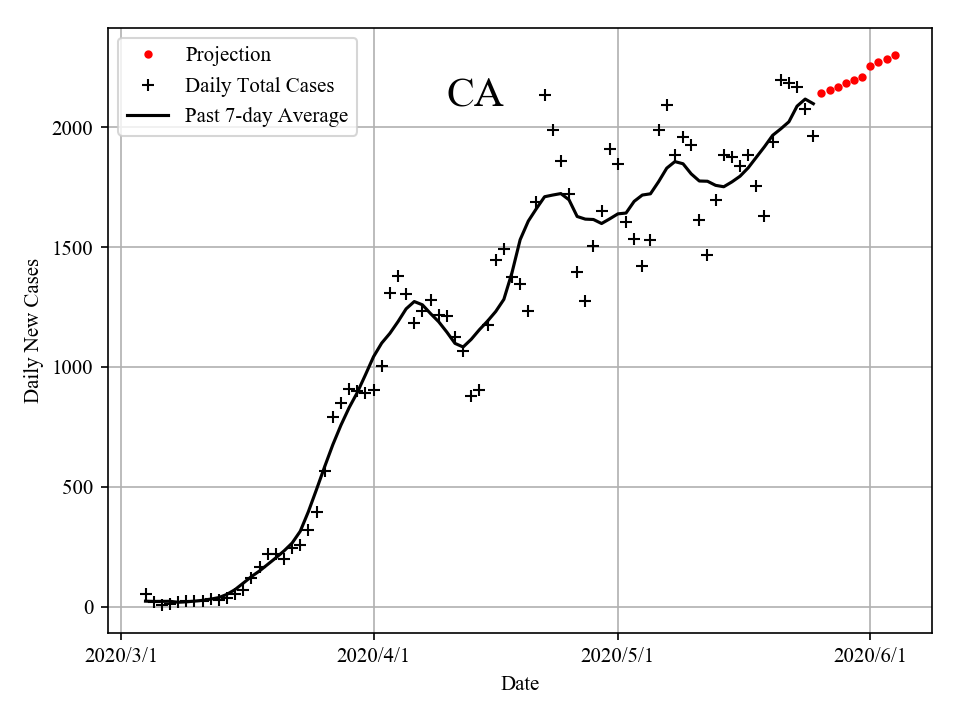 Projection
Daily Total Cases
Past 7-day Average
CA
2000
1500
1000
500
0
Daily New Cases
2020/3/1 2020/4/1 2020/5/1 2020/6/1
Date